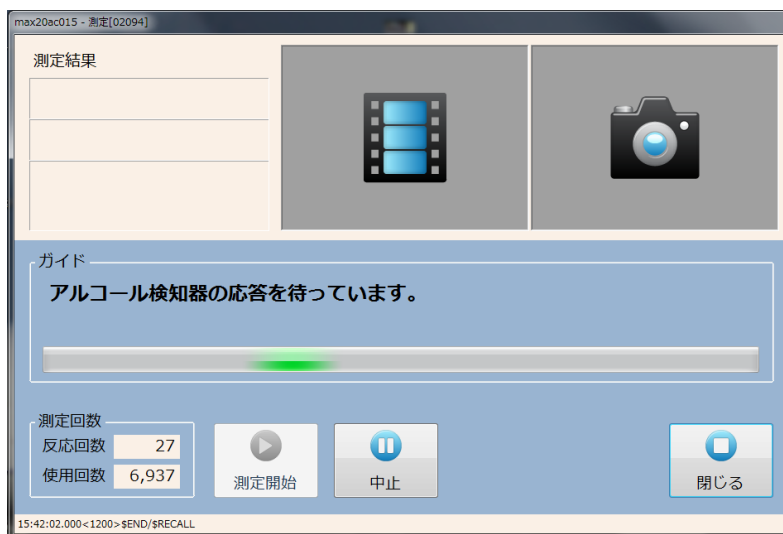 max20ac015 - 測定[02094]
測定結果
ガイド
アルコール検知器の応答を待っています。
測定回数
反応回数 27
使用回数 6,937
測定開始
中止
閉じる
15:42:02.000<1200>$END/$RECALL